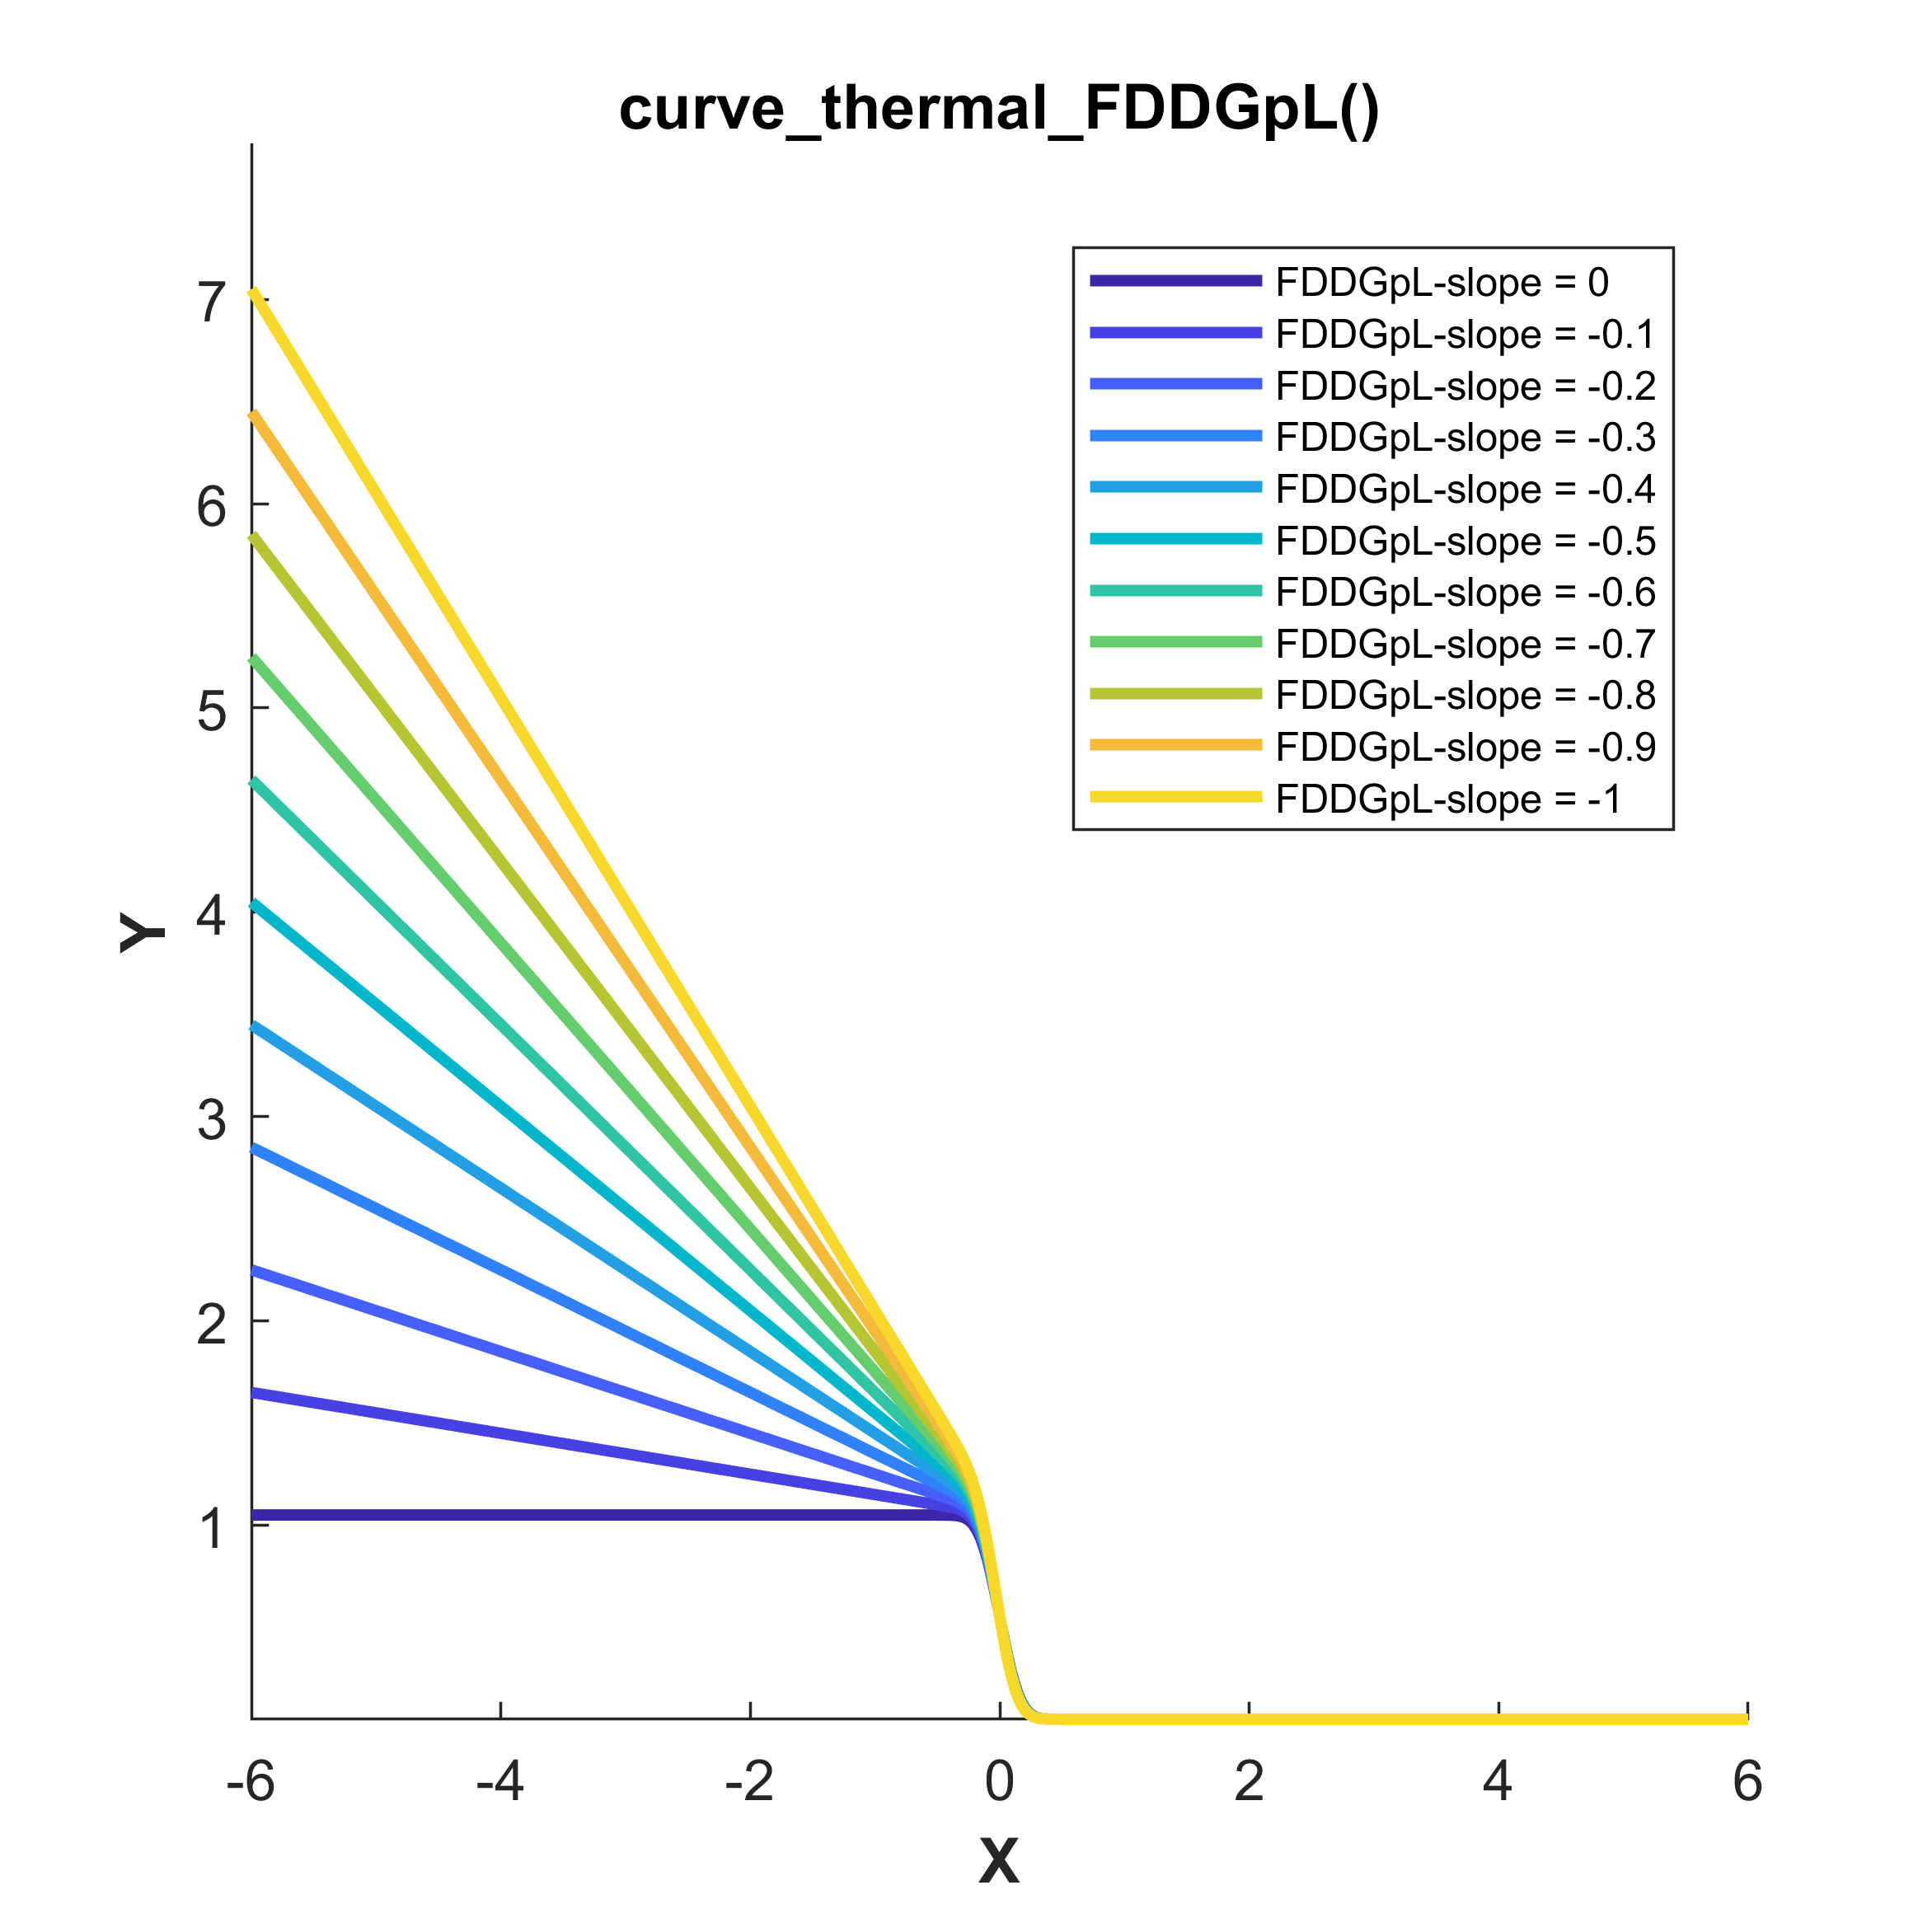 curve_thermal_FDDGpL()
FDDGpL-slope = 0
FDDGpL-slope = -0.1
FDDGpL-slope = -0.2
FDDGpL-slope = -0.3
FDDGpL-slope = -0.4
FDDGpL-slope = -0.5
FDDGpL-slope = -0.6
FDDGpL-slope = -0.7
FDDGpL-slope = -0.8
FDDGpL-slope = -0.9
FDDGpL-slope = -1
7
6
5
4
3
2
1
Y
-6 -4 -2 0 2 4 6
X